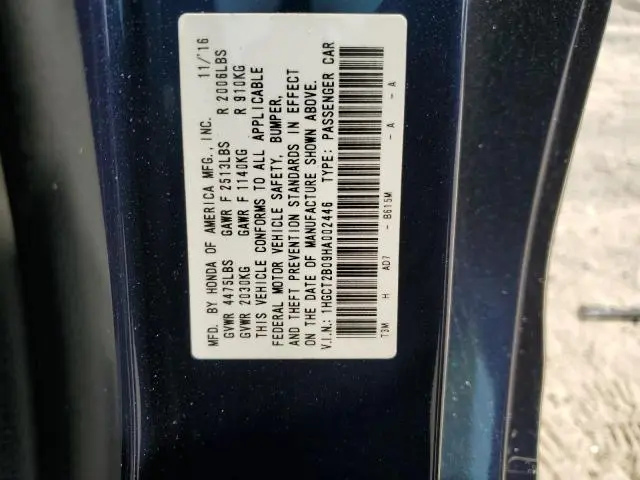 MFD. BY HONDA OF AMERICA MFG., INC. 11/'16
GVWR 4475LBS GAWR F 2513LBS R 2006LBS
GVWR 2030KG GAWR F 1140KG R 910KG
THIS VEHICLE CONFORMS TO ALL APPLICABLE
FEDERAL MOTOR VEHICLE SAFETY, BUMPER,
AND THEFT PREVENTION STANDARDS IN EFFECT
ON THE DATE OF MANUFACTURE SHOWN ABOVE.
V.I.N.: 1HGCT2B09HA002446 TYPE: PASSENGER CAR
T3M H AD7 - B615M - A - A